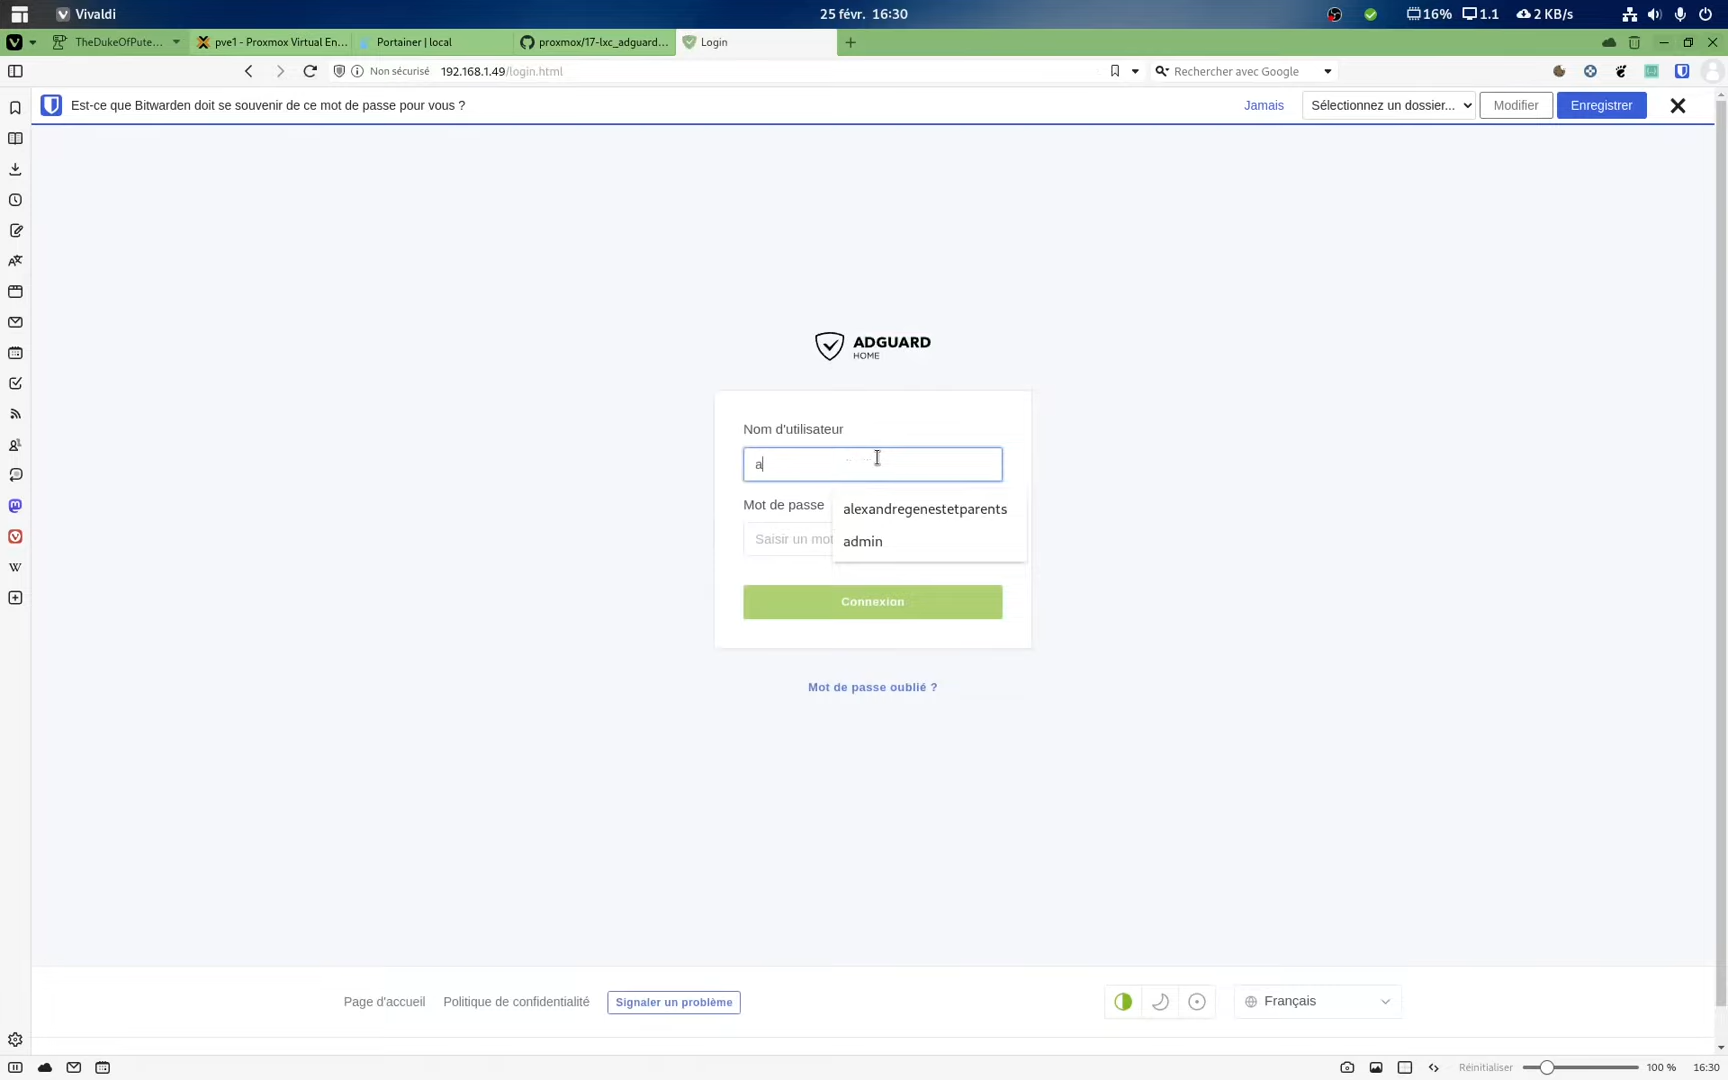 Vivaldi
25 févr. 16:30
16%
1.1
2 KB/s
TheDukeOfPute...
pve1 - Proxmox Virtual En...
Portainer | local
proxmox/17-lxc_adguard...
Login
Non sécurisé
192.168.1.49/login.html
Rechercher avec Google
Est-ce que Bitwarden doit se souvenir de ce mot de passe pour vous ?
Jamais
Sélectionnez un dossier...
Modifier
Enregistrer
ADGUARD
HOME
Nom d'utilisateur
a
Mot de passe
alexandregenestetparents
Saisir un mot
admin
Connexion
Mot de passe oublié ?
Page d'accueil
Politique de confidentialité
Signaler un problème
Français
Réinitialiser
100 %
16:30